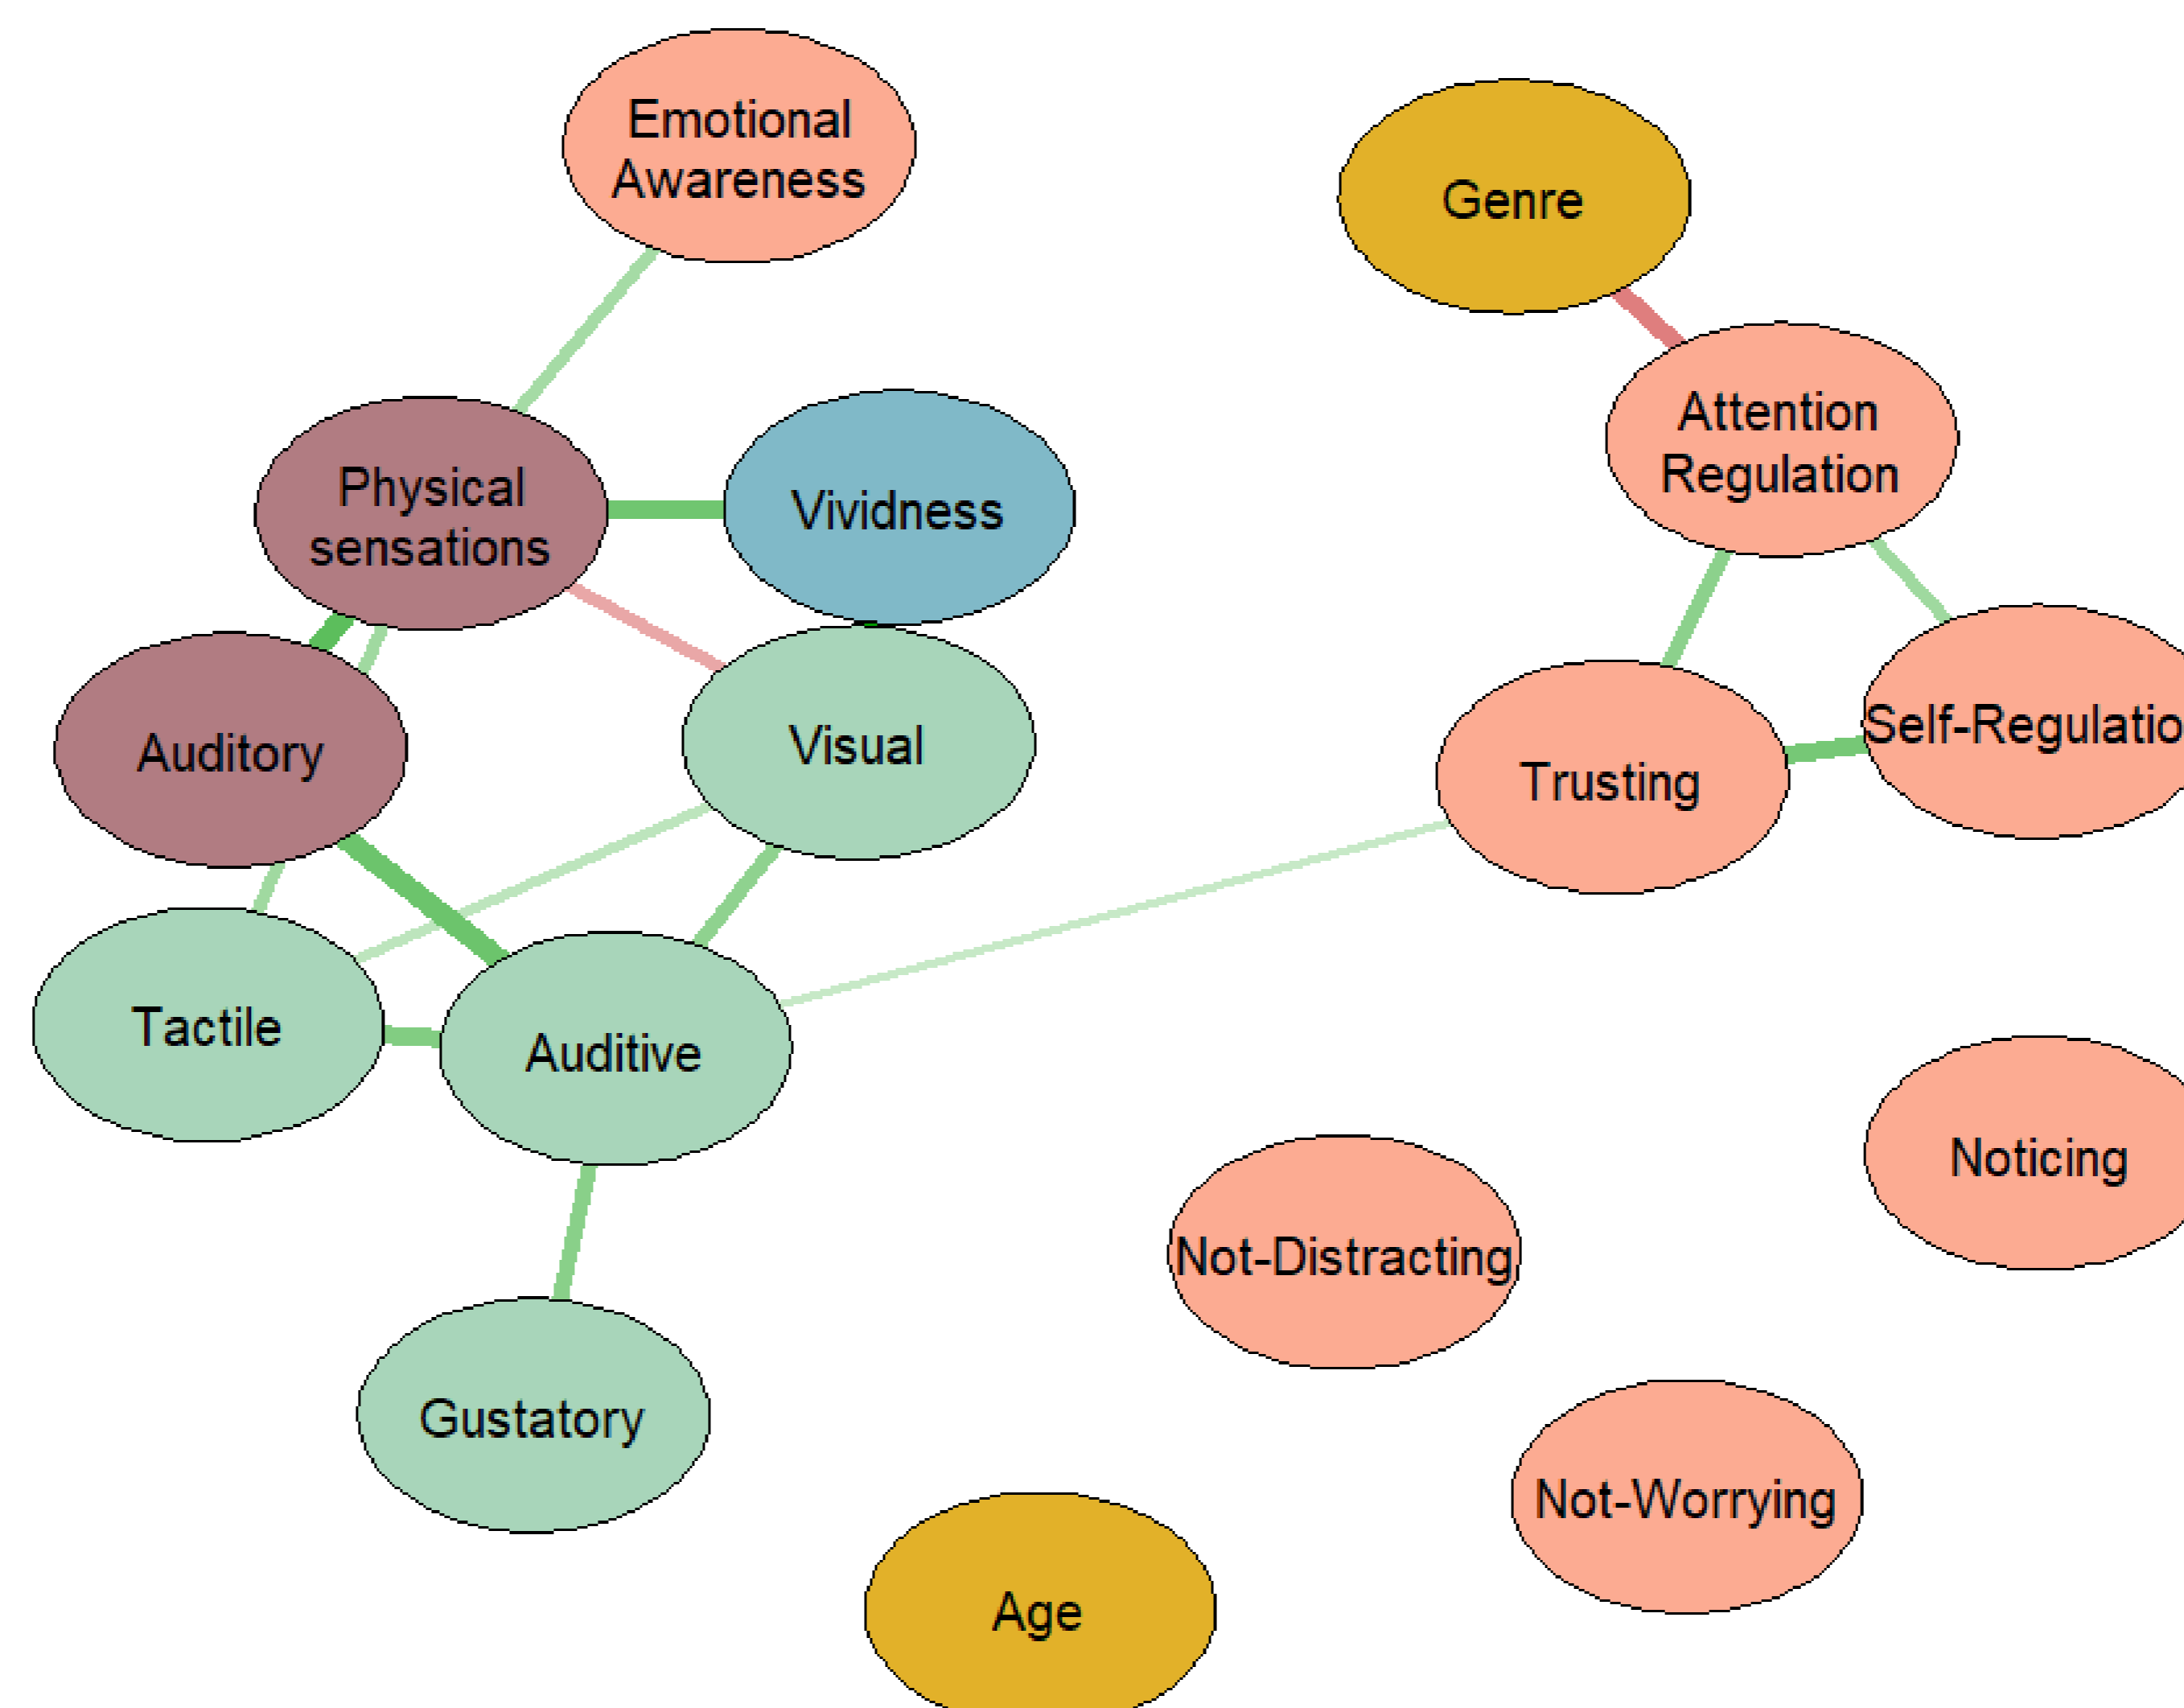 Emotional
Awareness
Genre
Attention
Regulation
Physical
sensations
Vividness
Auditory
Visual
Trusting
Self-Regulatio
Tactile
Auditive
Noticing
Not-Distracting
Gustatory
Not-Worrying
Age